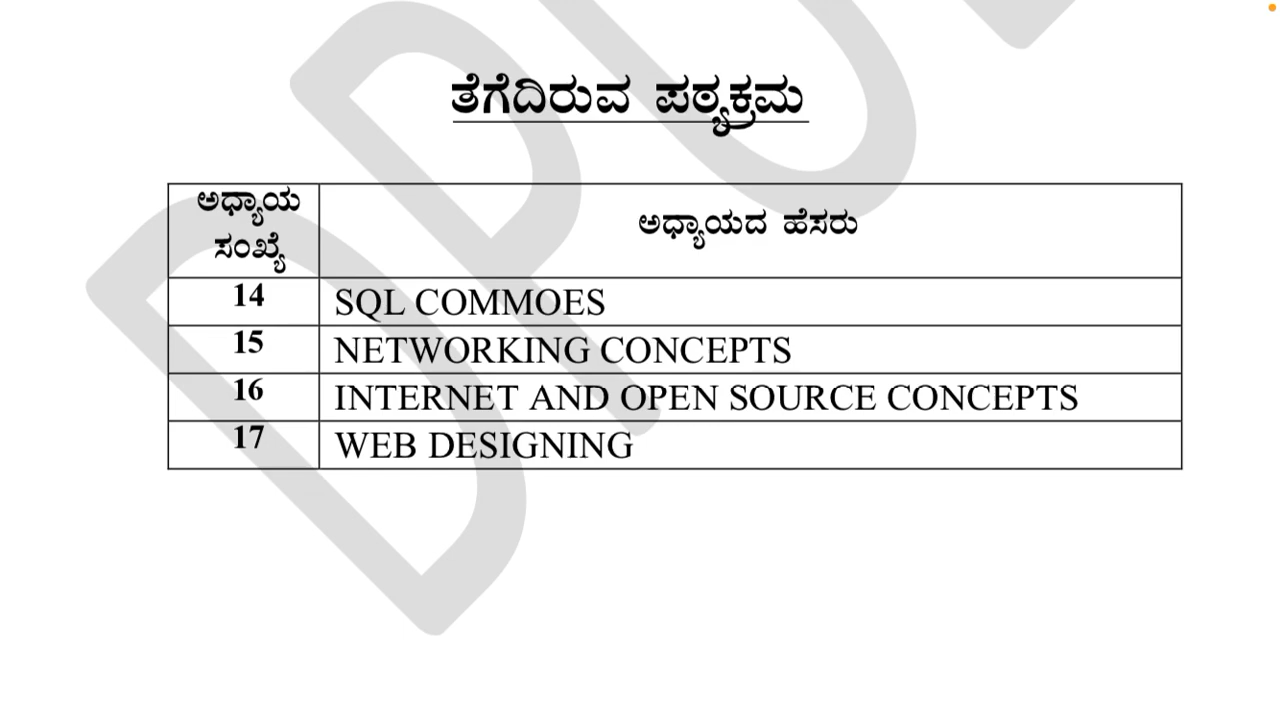 ತೆಗೆದಿರುವ ಪಠ್ಯಕ್ರಮ
ಅಧ್ಯಾಯ
ಸಂಖ್ಯೆ
ಅಧ್ಯಾಯದ ಹೆಸರು
14 SQL COMMOES
15 NETWORKING CONCEPTS
16 INTERNET AND OPEN SOURCE CONCEPTS
17 WEB DESIGNING